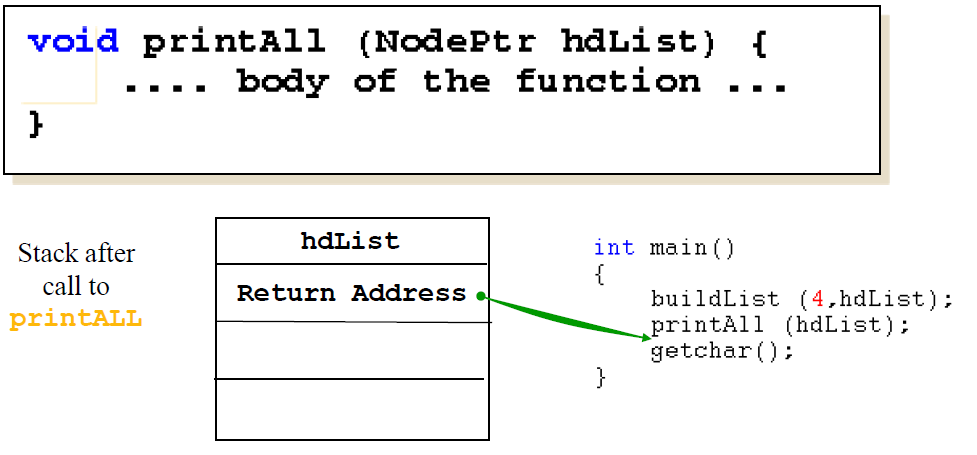 void printAll (NodePtr hdList) {
.... body of the function ...
}
Stack after
call to
printALL
hdList
Return Address
int main()
{
buildList (4,hdList);
printAll (hdList);
getchar();
}